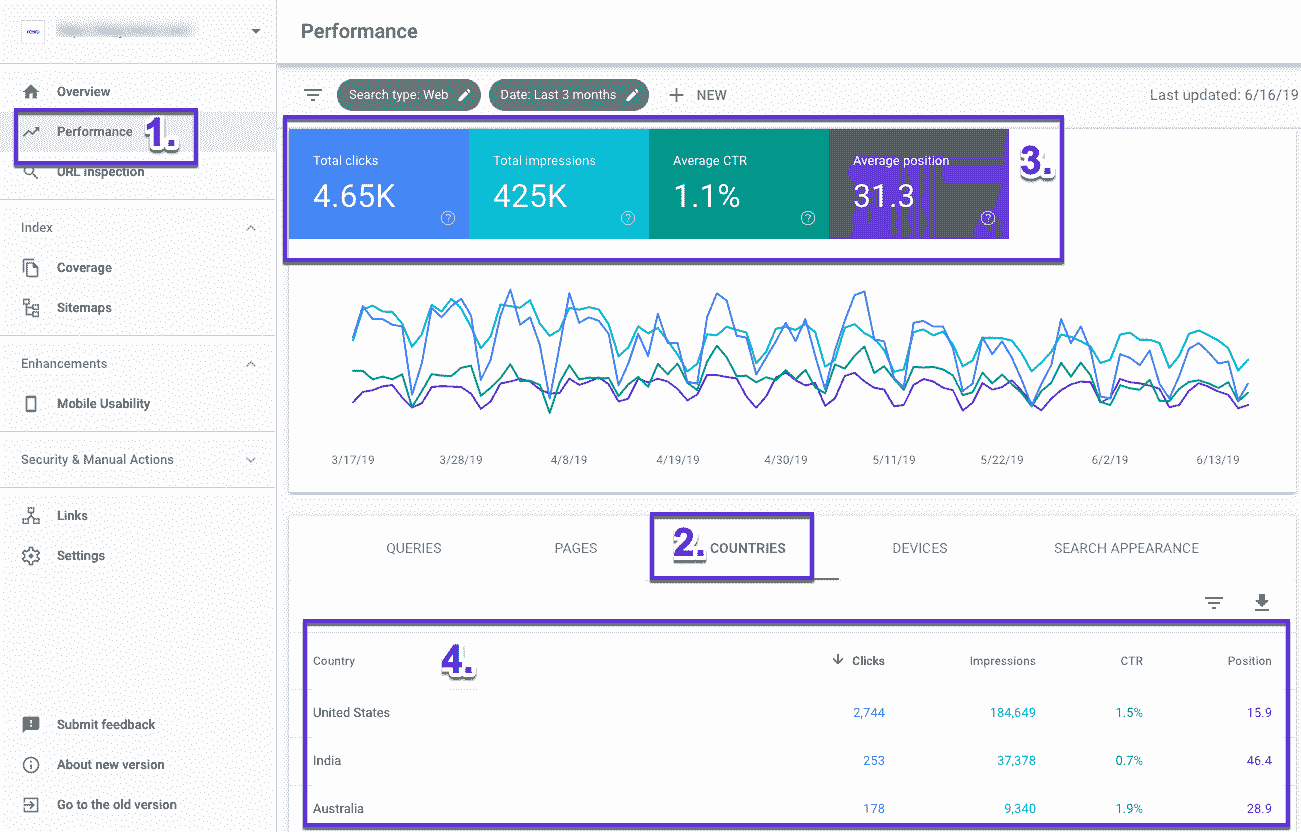 Performance
Overview
Performance
1.
URL inspection
Index
Coverage
Sitemaps
Enhancements
Mobile Usability
Security & Manual Actions
Links
Settings
Submit feedback
About new version
Go to the old version
Search type: Web
Date: Last 3 months
NEW
Last updated: 6/16/19
Total clicks
4.65K
Total impressions
425K
Average CTR
1.1%
Average position
31.3
3.
3/17/19 3/28/19 4/8/19 4/19/19 4/30/19 5/11/19 5/22/19 6/2/19 6/13/19
QUERIES PAGES 2. COUNTRIES DEVICES SEARCH APPEARANCE
4.
Country Clicks Impressions CTR Position
United States 2,744 184,649 1.5% 15.9
India 253 37,378 0.7% 46.4
Australia 178 9,340 1.9% 28.9